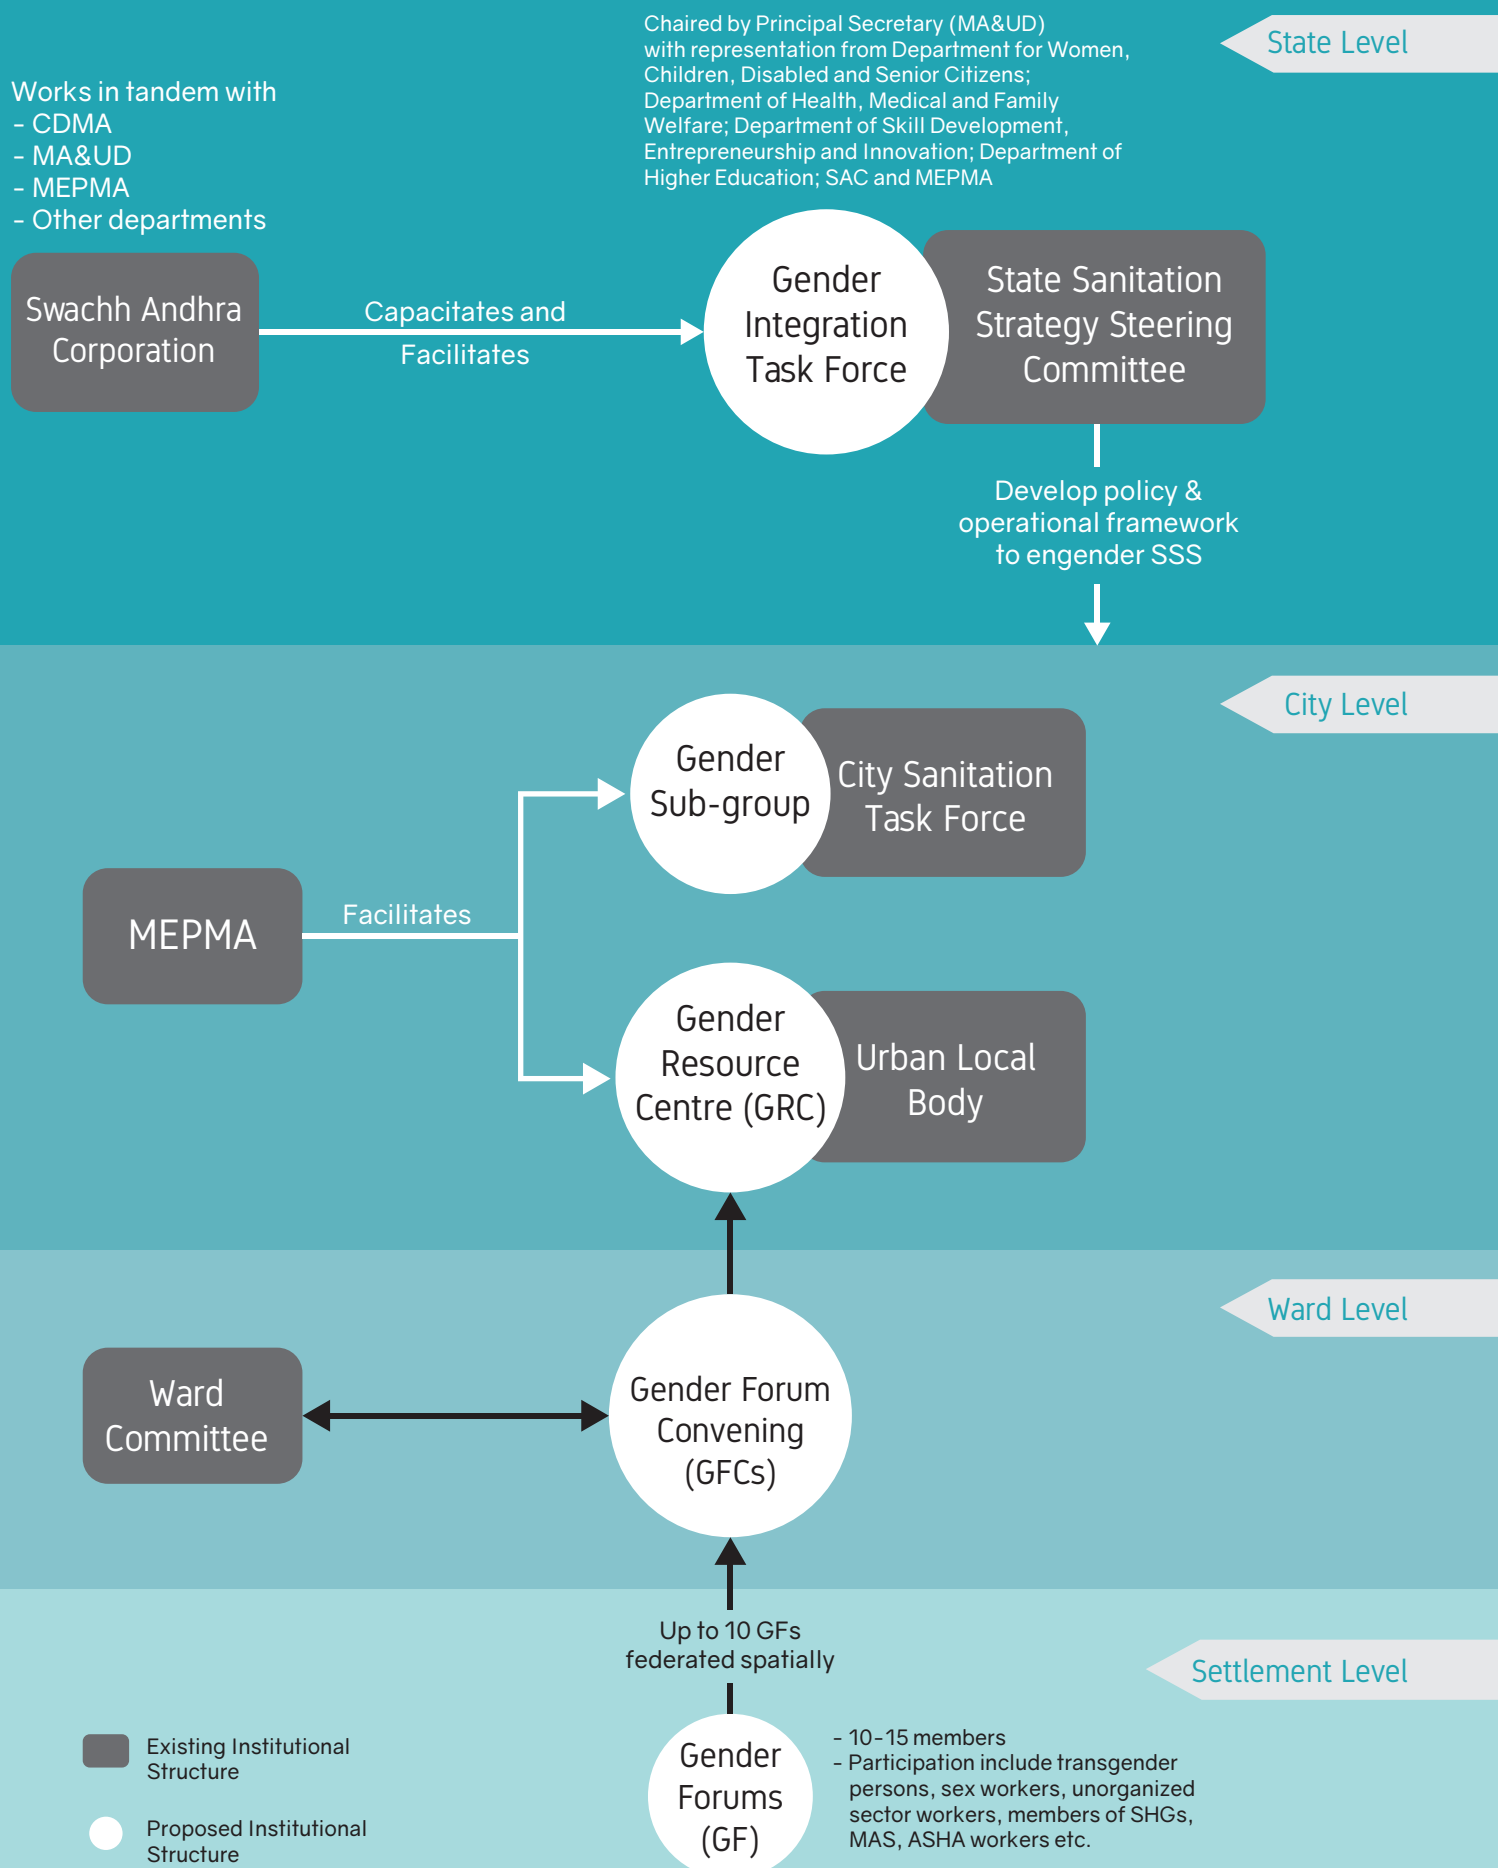 State Level
Chaired by Principal Secretary (MA&UD)
with representation from Department for Women,
Children, Disabled and Senior Citizens;
Department of Health, Medical and Family
Welfare; Department of Skill Development,
Entrepreneurship and Innovation; Department of
Higher Education; SAC and MEPMA
Works in tandem with
- CDMA
- MA&UD
- MEPMA
- Other departments
Swachh Andhra
Corporation
Capacitates and
Facilitates
Gender
Integration
Task Force
State Sanitation
Strategy Steering
Committee
Develop policy &
operational framework
to engender SSS
City Level
Gender
Sub-group
City Sanitation
Task Force
MEPMA
Facilitates
Gender
Resource
Centre (GRC)
Urban Local
Body
Ward Level
Ward
Committee
Gender Forum
Convening
(GFCs)
Settlement Level
Up to 10 GFs
federated spatially
Gender
Forums
(GF)
- 10-15 members
- Participation include transgender
persons, sex workers, unorganized
sector workers, members of SHGs,
MAS, ASHA workers etc.
Existing Institutional
Structure
Proposed Institutional
Structure